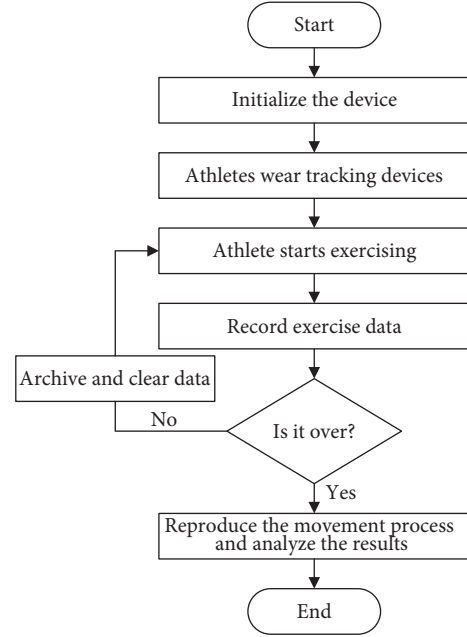 Start
Initialize the device
Athletes wear tracking devices
Athlete starts exercising
Record exercise data
Archive and clear data
No
Is it over?
Yes
Reproduce the movement process
and analyze the results
End